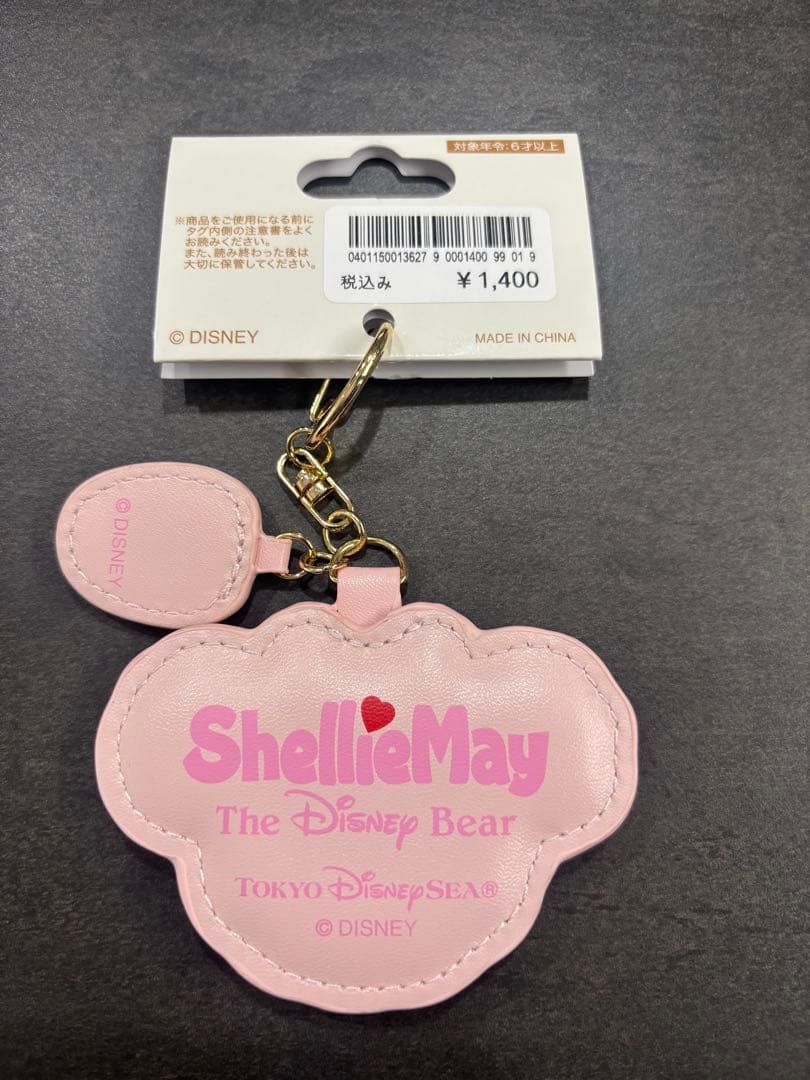 対象年令:6才以上
※商品をご使用になる前に
タグ内側の注意書をよく
お読みください。
また、読み終わった後は
大切に保管してください。
0401150013627 9 0001400 99 01 9
税込み ¥1,400
© DISNEY
MADE IN CHINA
© DISNEY
ShellieMay
The Disney Bear
TOKYO DISNEYSEA®
© DISNEY